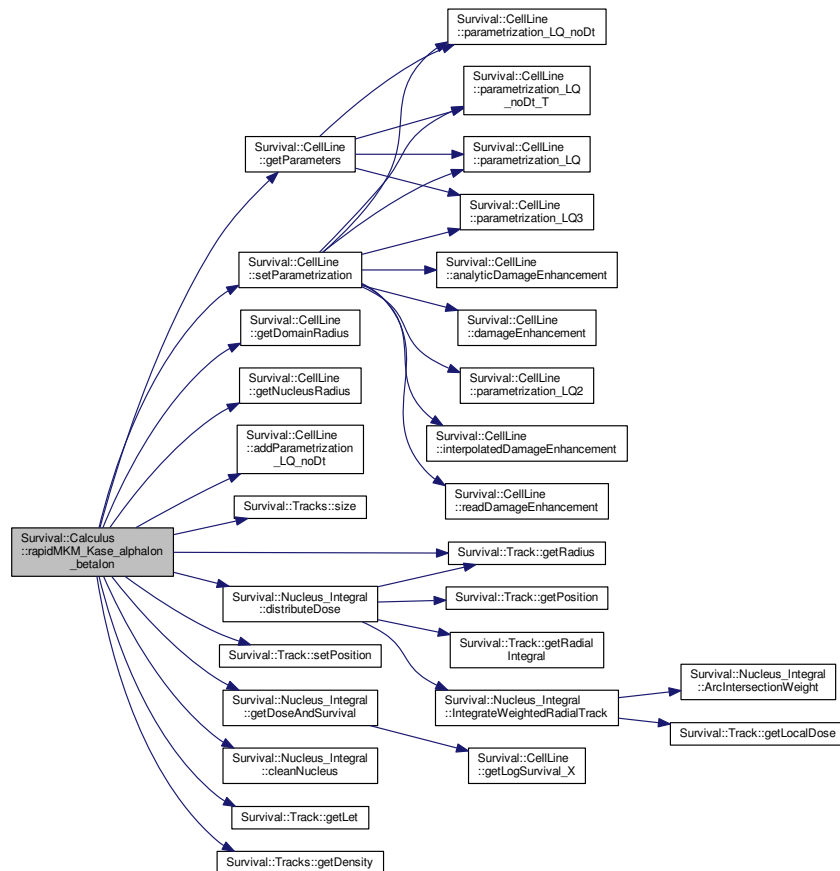 Survival::CellLine
::parametrization_LQ_noDt
Survival::CellLine
::parametrization_LQ
_noDt_T
Survival::CellLine
::getParameters
Survival::CellLine
::parametrization_LQ
Survival::CellLine
::parametrization_LQ3
Survival::CellLine
::setParametrization
Survival::CellLine
::analyticDamageEnhancement
Survival::CellLine
::getDomainRadius
Survival::CellLine
::damageEnhancement
Survival::CellLine
::getNucleusRadius
Survival::CellLine
::parametrization_LQ2
Survival::CellLine
::addParametrization
_LQ_noDt
Survival::CellLine
::interpolatedDamageEnhancement
Survival::Tracks::size
Survival::CellLine
::readDamageEnhancement
Survival::Calculus
::rapidMKM_Kase_alphaIon
_betaIon
Survival::Track::getRadius
Survival::Nucleus_Integral
::distributeDose
Survival::Track::getPosition
Survival::Track::setPosition
Survival::Track::getRadial
Integral
Survival::Nucleus_Integral
::getDoseAndSurvival
Survival::Nucleus_Integral
::IntegrateWeightedRadialTrack
Survival::Nucleus_Integral
::ArcIntersectionWeight
Survival::Track::getLocalDose
Survival::Nucleus_Integral
::cleanNucleus
Survival::CellLine
::getLogSurvival_X
Survival::Track::getLet
Survival::Tracks::getDensity